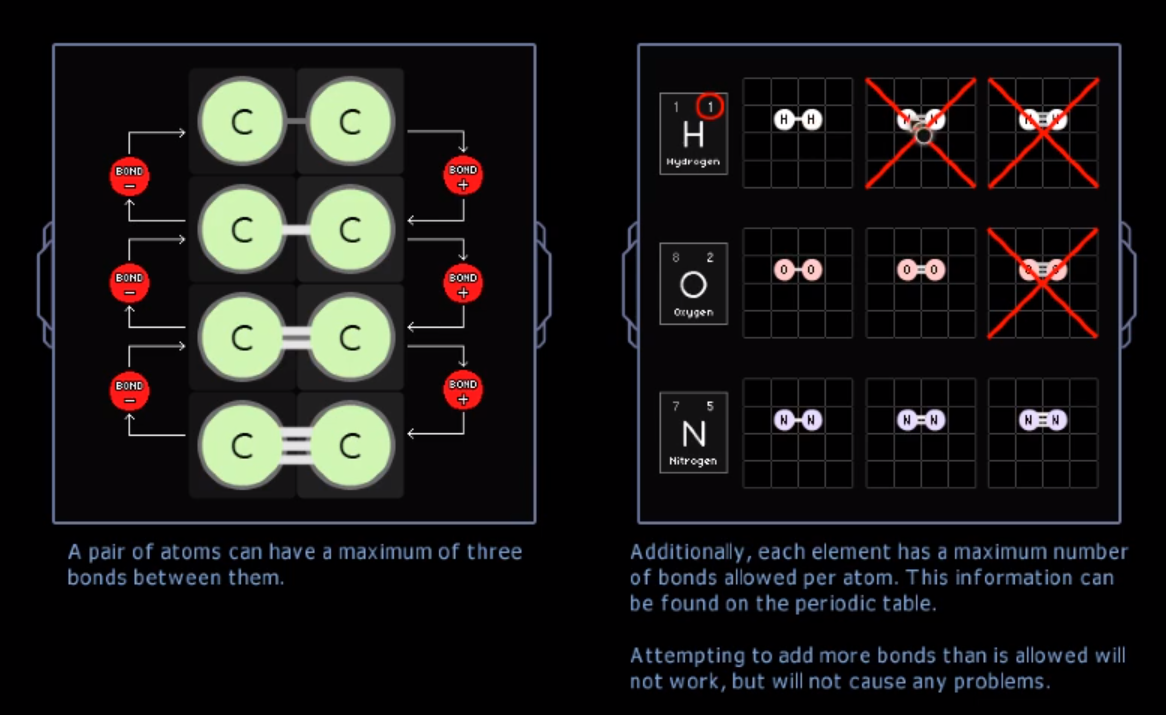 C C
BOND
–
BOND
+
C C
BOND
–
BOND
+
C C
BOND
–
BOND
+
C C
A pair of atoms can have a maximum of three
bonds between them.
1 1
H
Hydrogen
H H
H H
8 2
O
Oxygen
O O
O O
7 5
N
Nitrogen
N N
N N
N N
Additionally, each element has a maximum number
of bonds allowed per atom. This information can
be found on the periodic table.
Attempting to add more bonds than is allowed will
not work, but will not cause any problems.